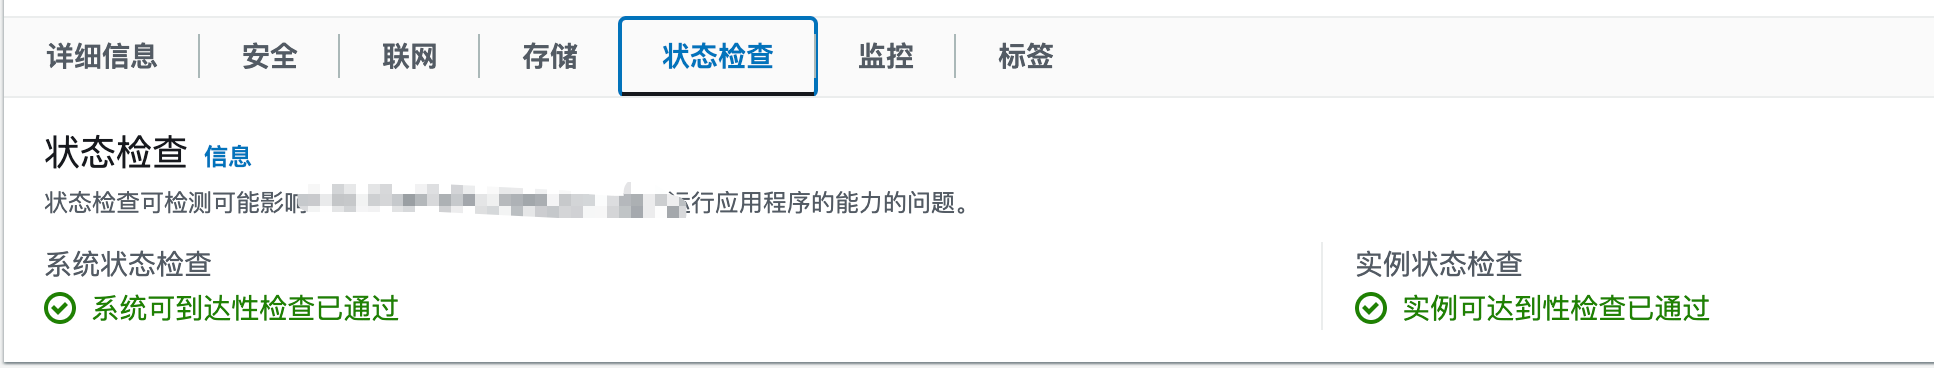 详细信息 安全 联网 存储 状态检查 监控 标签
状态检查 信息
状态检查可检测可能影响 运行应用程序的能力的问题。
系统状态检查 实例状态检查
系统可到达性检查已通过 实例可达到性检查已通过